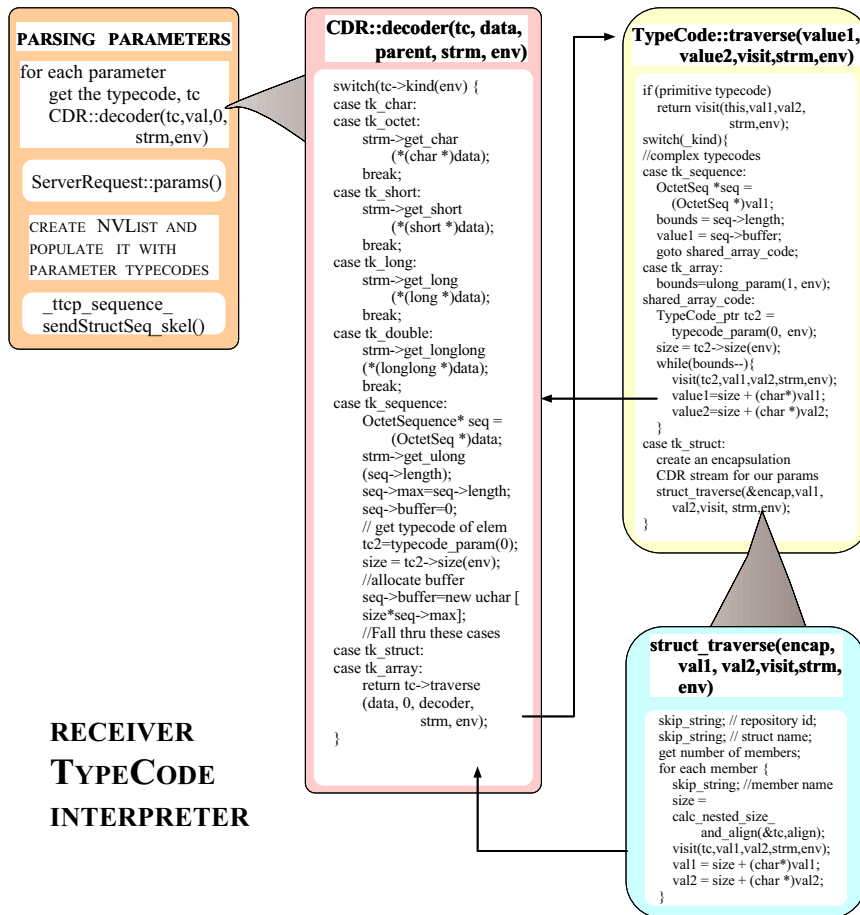 PARSING PARAMETERS
for each parameter
get the typecode, tc
CDR::decoder(tc,val,0,
strm,env)
ServerRequest::params()
CREATE NVLIST AND
POPULATE IT WITH
PARAMETER TYPECODES
_ttcp_sequence_
sendStructSeq_skel()
CDR::decoder(tc, data,
parent, strm, env)
switch(tc->kind(env) {
case tk_char:
case tk_octet:
strm->get_char
(*(char *)data);
break;
case tk_short:
strm->get_short
(*(short *)data);
break;
case tk_long:
strm->get_long
(*(long *)data);
break;
case tk_double:
strm->get_longlong
(*(longlong *)data);
break;
case tk_sequence:
OctetSequence* seq =
(OctetSeq *)data;
strm->get_ulong
(seq->length);
seq->max=seq->length;
seq->buffer=0;
// get typecode of elem
tc2=typecode_param(0);
size = tc2->size(env);
//allocate buffer
seq->buffer=new uchar [
size*seq->max];
//Fall thru these cases
case tk_struct:
case tk_array:
return tc->traverse
(data, 0, decoder,
strm, env);
}
TypeCode::traverse(value1,
value2,visit,strm,env)
if (primitive typecode)
return visit(this,val1,val2,
strm,env);
switch(_kind){
//complex typecodes
case tk_sequence:
OctetSeq *seq =
(OctetSeq *)val1;
bounds = seq->length;
value1 = seq->buffer;
goto shared_array_code;
case tk_array:
bounds=ulong_param(1, env);
shared_array_code:
TypeCode_ptr tc2 =
typecode_param(0, env);
size = tc2->size(env);
while(bounds--){
visit(tc2,val1,val2,strm,env);
value1=size + (char*)val1;
value2=size + (char *)val2;
}
case tk_struct:
create an encapsulation
CDR stream for our params
struct_traverse(&encap,val1,
val2,visit, strm,env);
}
struct_traverse(encap,
val1, val2,visit,strm,
env)
skip_string; // repository id;
skip_string; // struct name;
get number of members;
for each member {
skip_string; //member name
size =
calc_nested_size_
and_align(&tc,align);
visit(tc,val1,val2,strm,env);
val1 = size + (char*)val1;
val2 = size + (char *)val2;
}
RECEIVER
TYPECODE
INTERPRETER